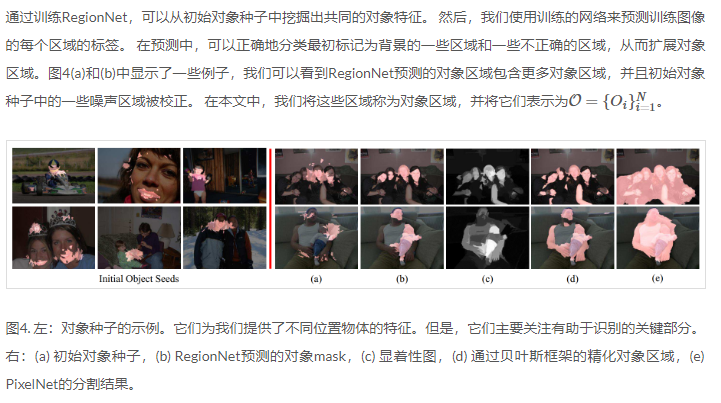 通过训练RegionNet，可以从初始对象种子中挖掘出共同的对象特征。 然后，我们使用训练的网络来预测训练图像
的每个区域的标签。 在预测中，可以正确地分类最初标记为背景的一些区域和一些不正确的区域，从而扩展对象
区域。图4(a)和(b)中显示了一些例子，我们可以看到RegionNet预测的对象区域包含更多对象区域，并且初始对象
种子中的一些噪声区域被校正。 在本文中，我们将这些区域称为对象区域，并将它们表示为𝒪 = {Oᵢ}ᵢ₌₁ᴺ。
Initial Object Seeds (a) (b) (c) (d) (e)
图4. 左：对象种子的示例。它们为我们提供了不同位置物体的特征。但是，它们主要关注有助于识别的关键部分。
右：(a) 初始对象种子，(b) RegionNet预测的对象mask，(c) 显着性图，(d) 通过贝叶斯框架的精化对象区域，(e)
PixelNet的分割结果。